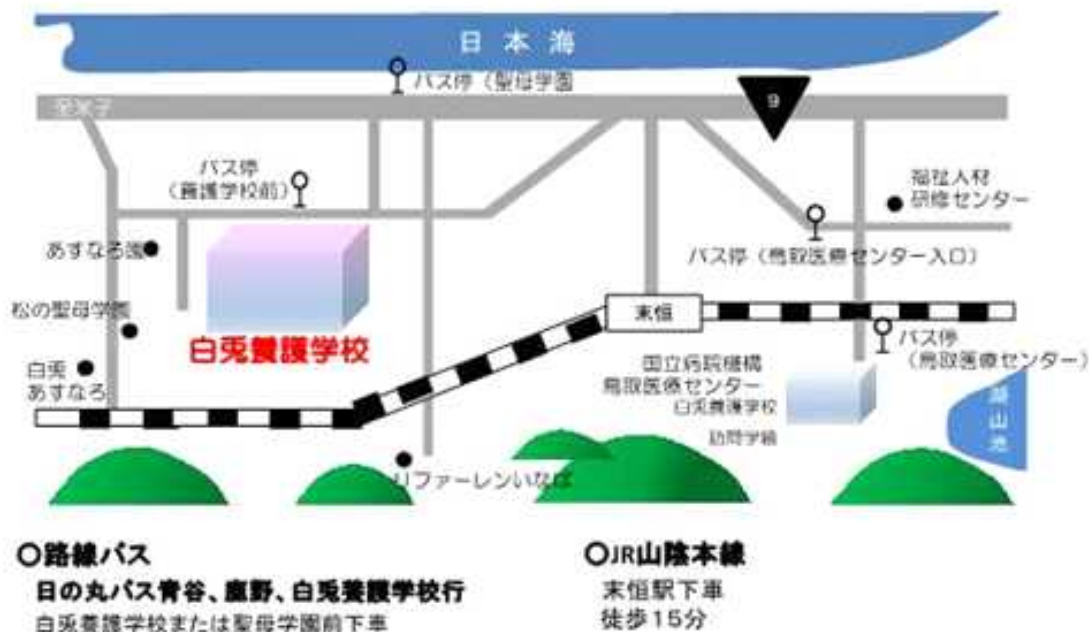 日本海
バス停（聖母学園
至米子
9
バス停
（養護学校前）
福祉人材
研修センター
あすなろ園
バス停（鳥取医療センター入口）
松の聖母学園
末恒
白兎養護学校
バス停
（鳥取医療センター）
白兎
あすなろ
国立病院機構
鳥取医療センター
白兎養護学校
訪問学級
湖山池
リファーレンいなば
○路線バス
日の丸バス青谷、鹿野、白兎養護学校行
白兎養護学校または聖母学園前下車
○JR山陰本線
末恒駅下車
徒歩15分